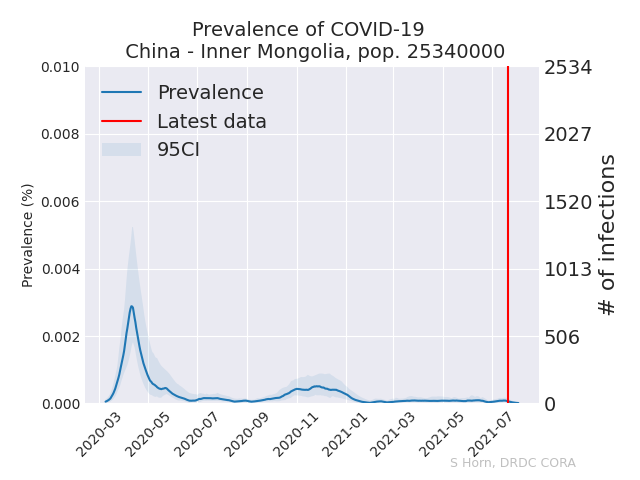 Prevalence of COVID-19
China - Inner Mongolia, pop. 25340000
Prevalence
Latest data
95CI
Prevalence (%)
0.010
0.008
0.006
0.004
0.002
0.000
2534
2027
1520
1013
506
0
# of infections
2020-03
2020-05
2020-07
2020-09
2020-11
2021-01
2021-03
2021-05
2021-07
S Horn, DRDC CORA